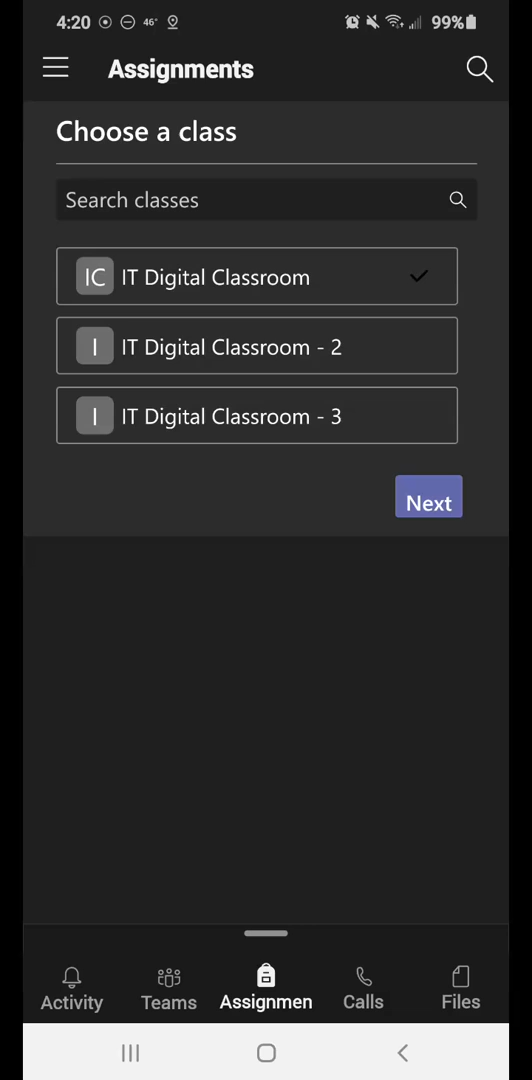 4:20 46° 99%
Assignments
Choose a class
Search classes
IC IT Digital Classroom
I IT Digital Classroom - 2
I IT Digital Classroom - 3
Next
Activity Teams Assignmen Calls Files